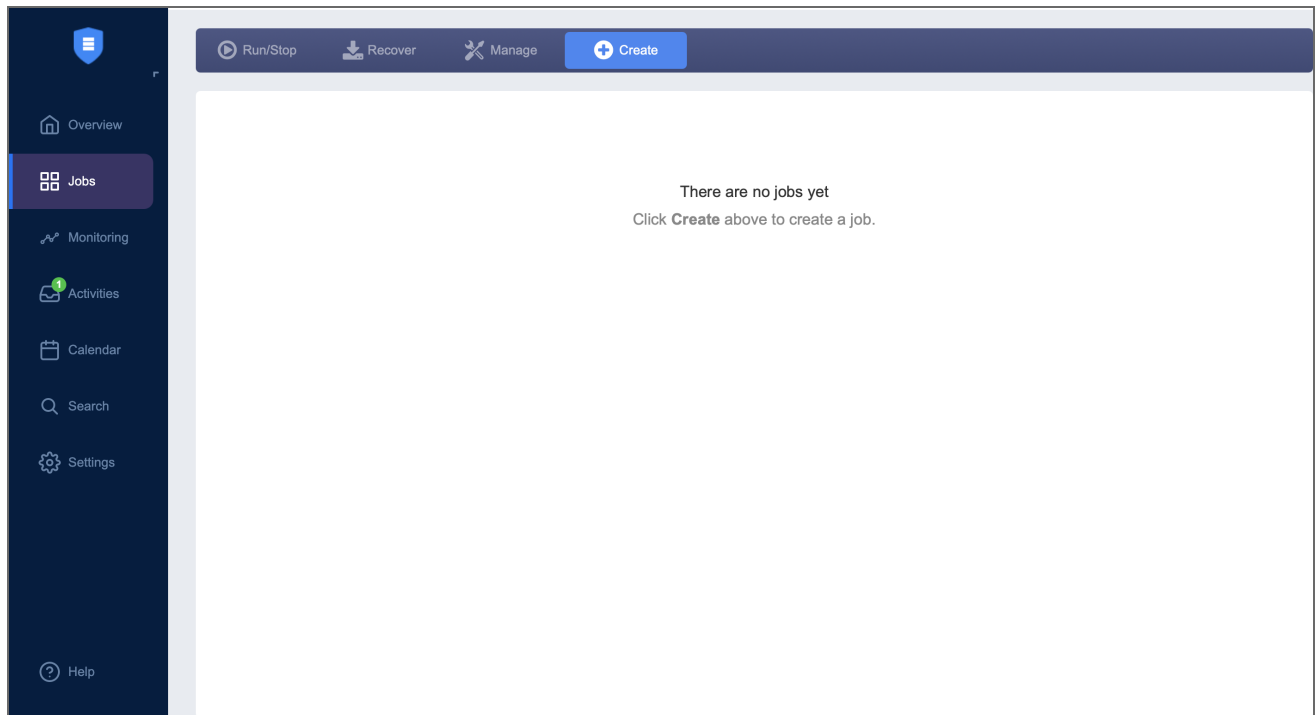 Run/Stop
Recover
Manage
Create
Overview
Jobs
Monitoring
1
Activities
Calendar
Search
Settings
Help
There are no jobs yet
Click Create above to create a job.